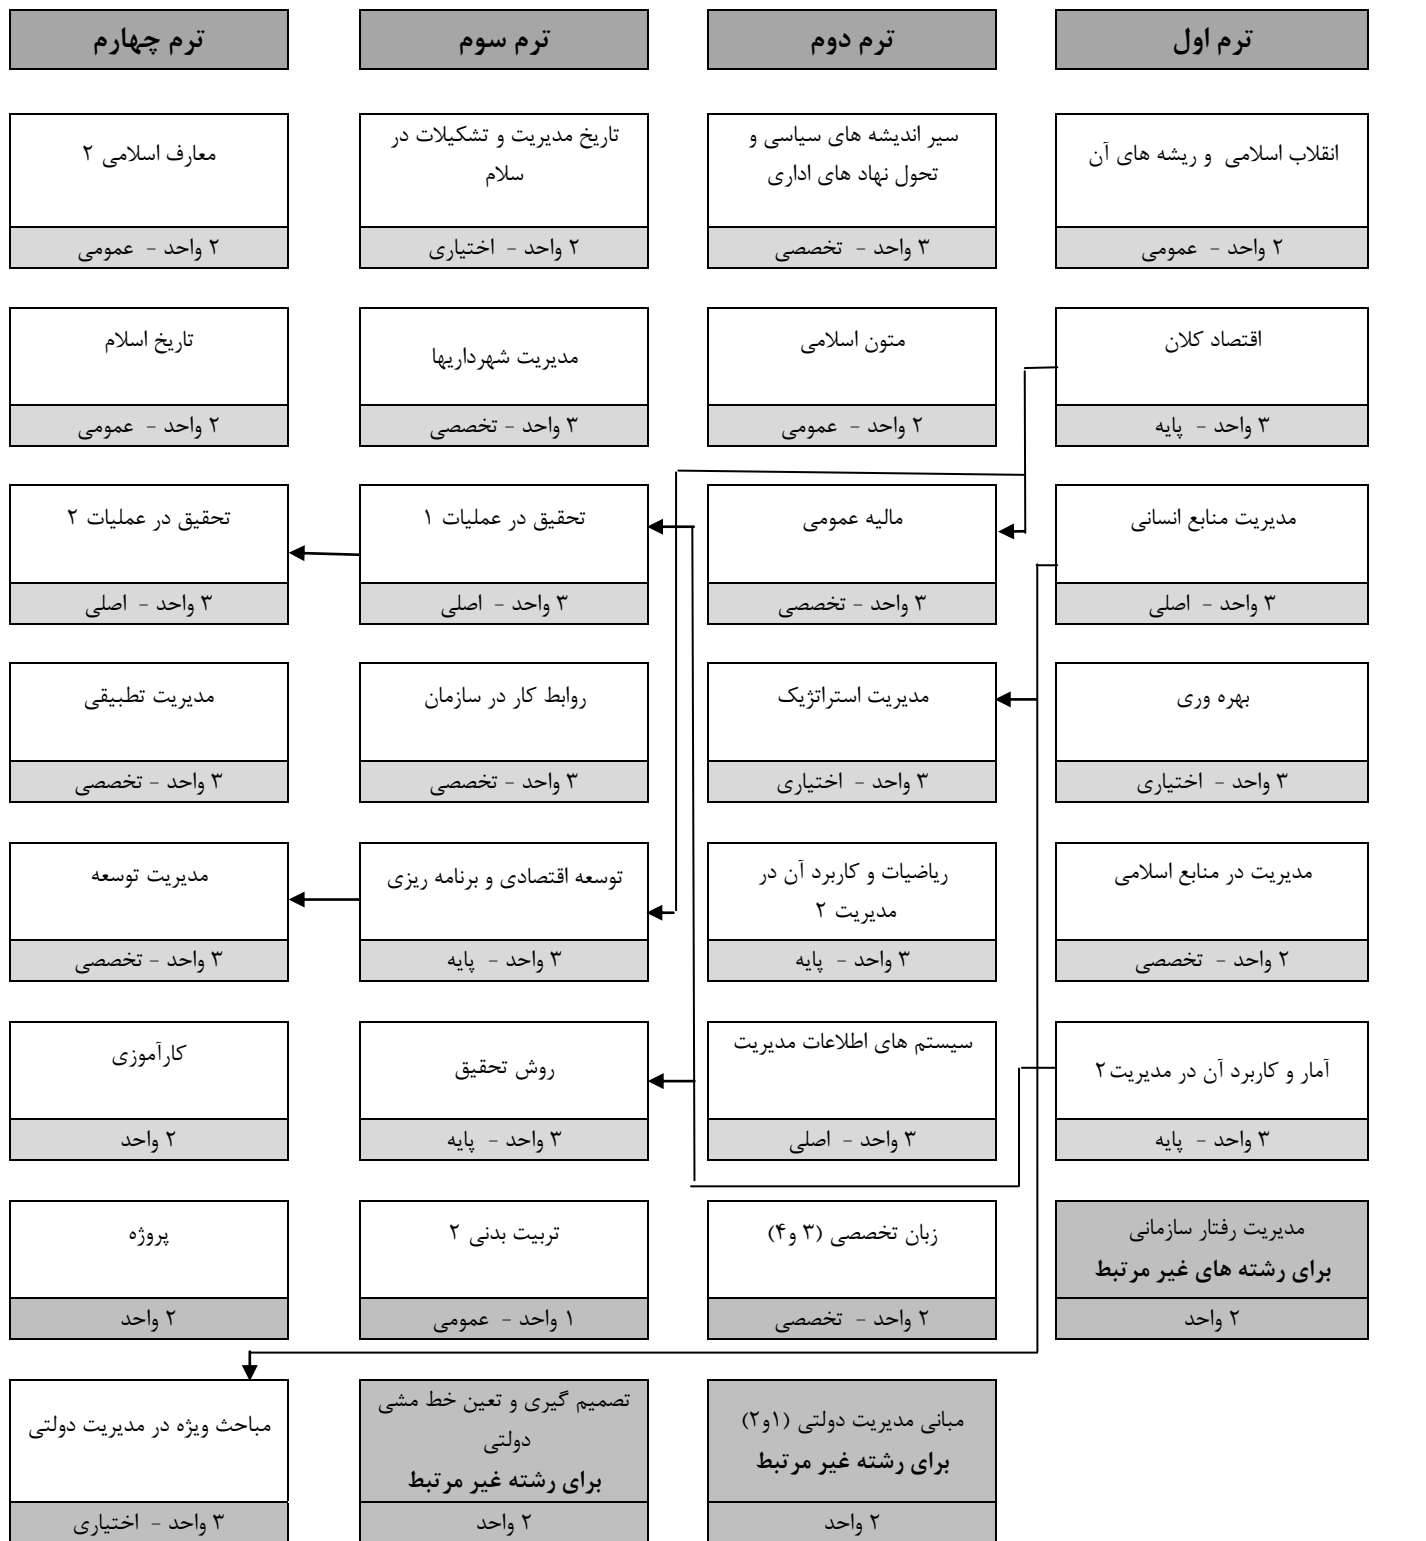 ترم اول
ترم دوم
ترم سوم
ترم چهارم
انقلاب اسلامی و ریشه های آن
۲ واحد - عمومی
سیر اندیشه های سیاسی و
تحول نهاد های اداری
۳ واحد - تخصصی
تاریخ مدیریت و تشکیلات در
سلام
۲ واحد - اختیاری
معارف اسلامی ۲
۲ واحد - عمومی
اقتصاد کلان
۳ واحد - پایه
متون اسلامی
۲ واحد - عمومی
مدیریت شهرداریها
۳ واحد - تخصصی
تاریخ اسلام
۲ واحد - عمومی
مدیریت منابع انسانی
۳ واحد - اصلی
مالیه عمومی
۳ واحد - تخصصی
تحقیق در عملیات ۱
۳ واحد - اصلی
تحقیق در عملیات ۲
۳ واحد - اصلی
بهره وری
۳ واحد - اختیاری
مدیریت استراتژیک
۳ واحد - اختیاری
روابط کار در سازمان
۳ واحد - تخصصی
مدیریت تطبیقی
۳ واحد - تخصصی
مدیریت در منابع اسلامی
۲ واحد - تخصصی
ریاضیات و کاربرد آن در
مدیریت ۲
۳ واحد - پایه
توسعه اقتصادی و برنامه ریزی
۳ واحد - پایه
مدیریت توسعه
۳ واحد - تخصصی
آمار و کاربرد آن در مدیریت۲
۳ واحد - پایه
سیستم های اطلاعات مدیریت
۳ واحد - اصلی
روش تحقیق
۳ واحد - پایه
کارآموزی
۲ واحد
مدیریت رفتار سازمانی
برای رشته های غیر مرتبط
۲ واحد
زبان تخصصی (۳ و۴)
۲ واحد - تخصصی
تربیت بدنی ۲
۱ واحد - عمومی
پروژه
۲ واحد
مبانی مدیریت دولتی (۱و۲)
برای رشته غیر مرتبط
۲ واحد
تصمیم گیری و تعین خط مشی
دولتی
برای رشته غیر مرتبط
۲ واحد
مباحث ویژه در مدیریت دولتی
۳ واحد - اختیاری